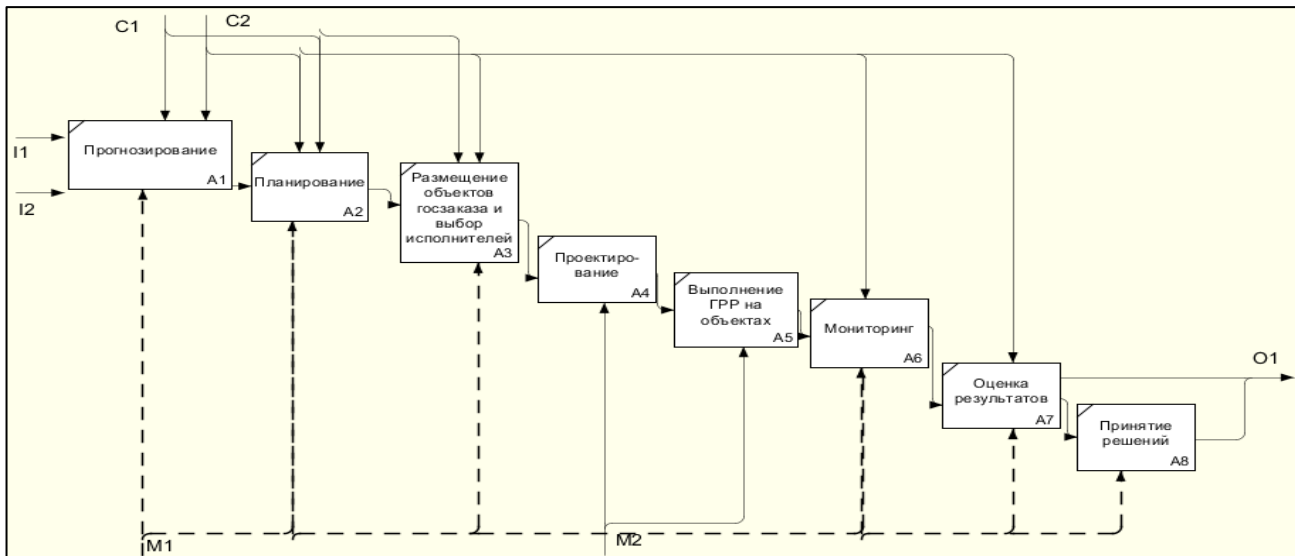 C1
C2
I1
I2
Прогнозирование
A1
Планирование
A2
Размещение
объектов
госзаказа и
выбор
исполнителей
A3
Проектиро-
вание
A4
Выполнение
ГРР на
объектах
A5
Мониторинг
A6
Оценка
результатов
A7
Принятие
решений
A8
O1
M1
M2